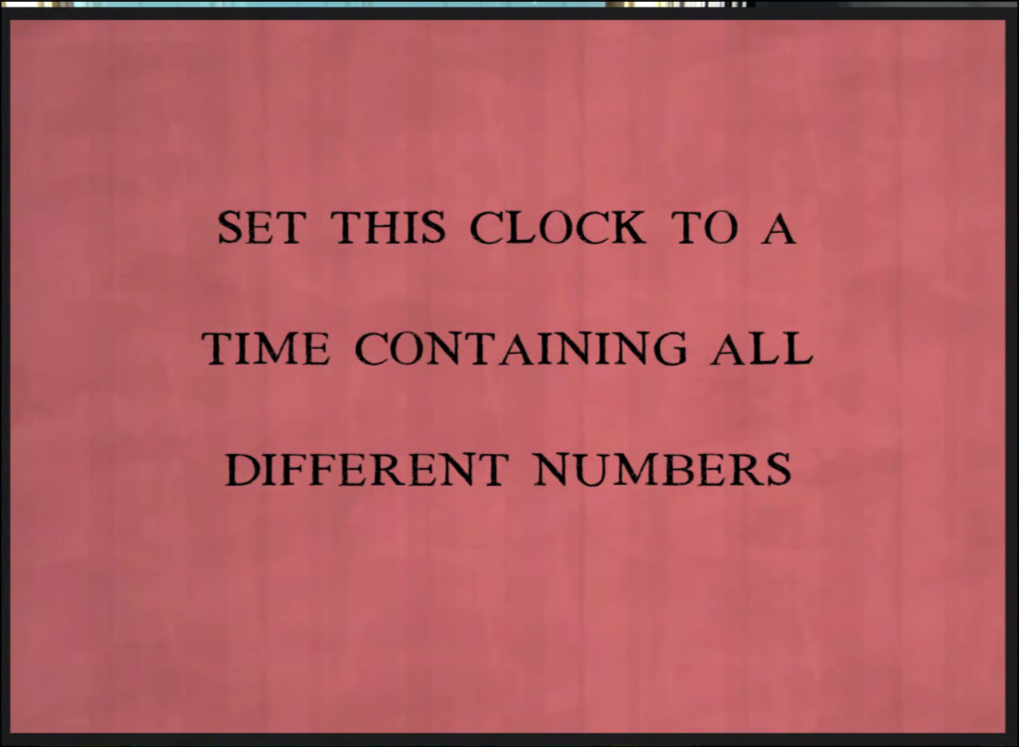 SET THIS CLOCK TO A
TIME CONTAINING ALL
DIFFERENT NUMBERS